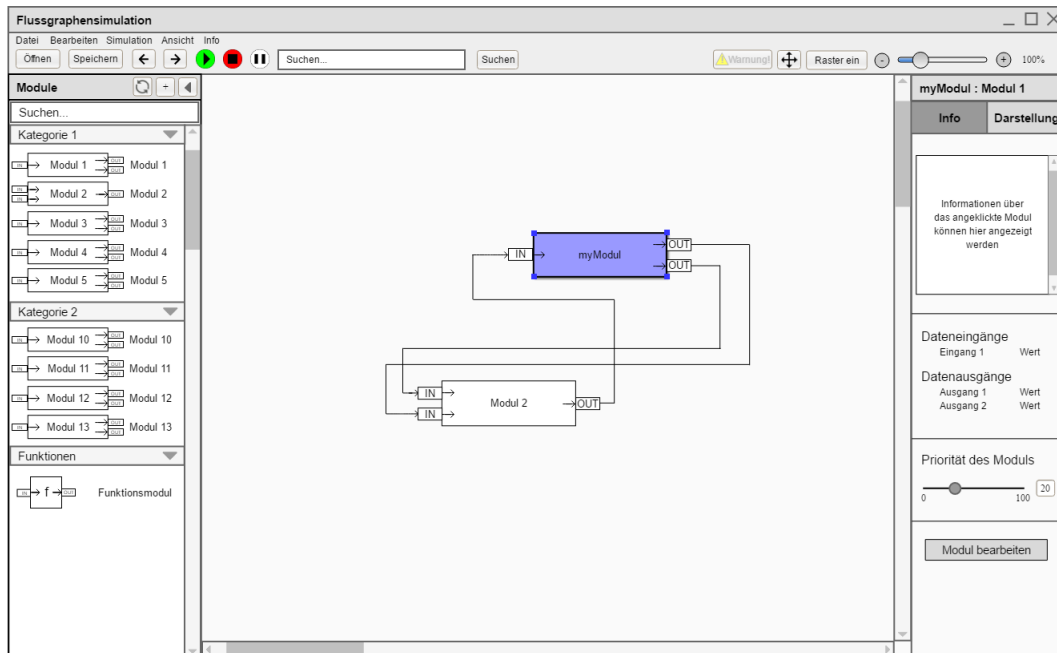 Flussgraphensimulation
Datei Bearbeiten Simulation Ansicht Info
Öffnen Speichern Suchen... Suchen Warnung! Raster ein - + 100%
Module +
Suchen...
Kategorie 1
IN Modul 1 OUT OUT Modul 1
IN IN Modul 2 OUT Modul 2
IN Modul 3 OUT OUT Modul 3
IN Modul 4 OUT OUT Modul 4
IN Modul 5 OUT OUT Modul 5
Kategorie 2
IN Modul 10 OUT OUT Modul 10
IN Modul 11 OUT OUT Modul 11
IN Modul 12 OUT OUT Modul 12
IN Modul 13 OUT OUT Modul 13
Funktionen
IN f OUT Funktionsmodul
IN myModul OUT
OUT
IN
IN Modul 2 OUT
myModul : Modul 1
Info Darstellung
Informationen über
das angeklickte Modul
können hier angezeigt
werden
Dateneingänge
Eingang 1 Wert
Datenausgänge
Ausgang 1 Wert
Ausgang 2 Wert
Priorität des Moduls
20
0 100
Modul bearbeiten